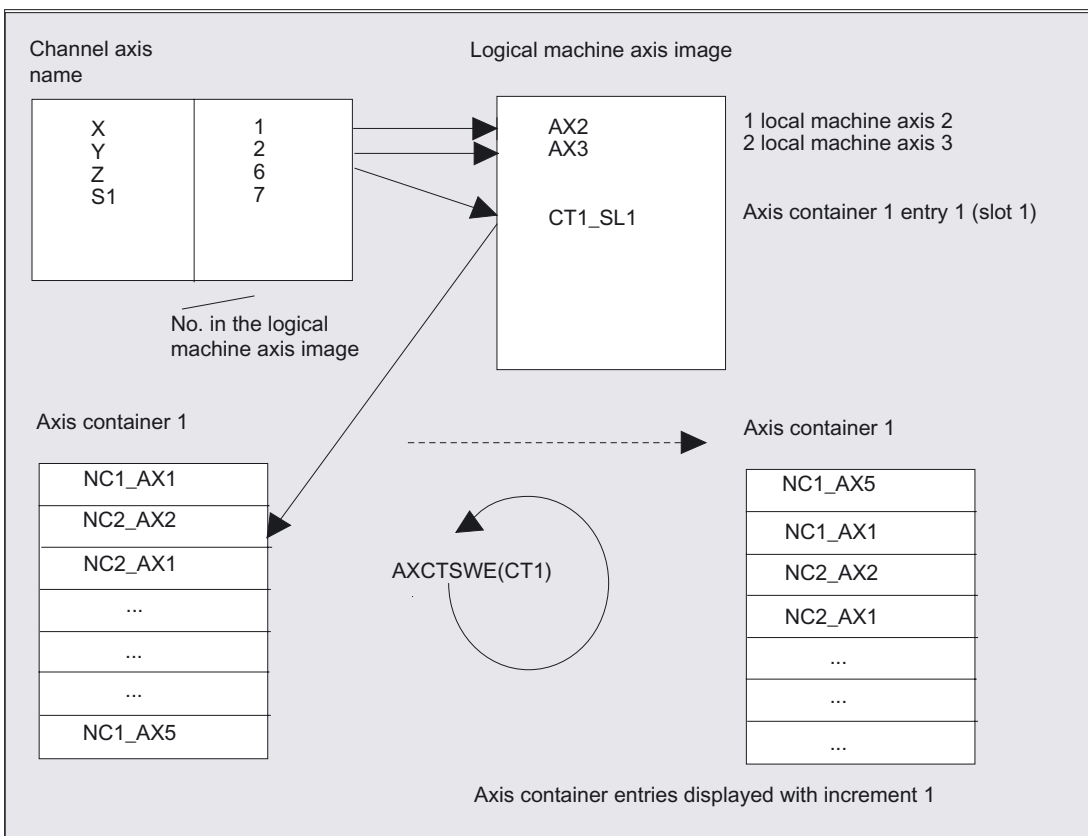 Channel axis
name
Logical machine axis image
X 1
Y 2
Z 6
S1 7
AX2
AX3
CT1_SL1
1 local machine axis 2
2 local machine axis 3
Axis container 1 entry 1 (slot 1)
No. in the logical
machine axis image
Axis container 1
NC1_AX1
NC2_AX2
NC2_AX1
...
...
...
NC1_AX5
AXCTSWE(CT1)
Axis container 1
NC1_AX5
NC1_AX1
NC2_AX2
NC2_AX1
...
...
...
Axis container entries displayed with increment 1